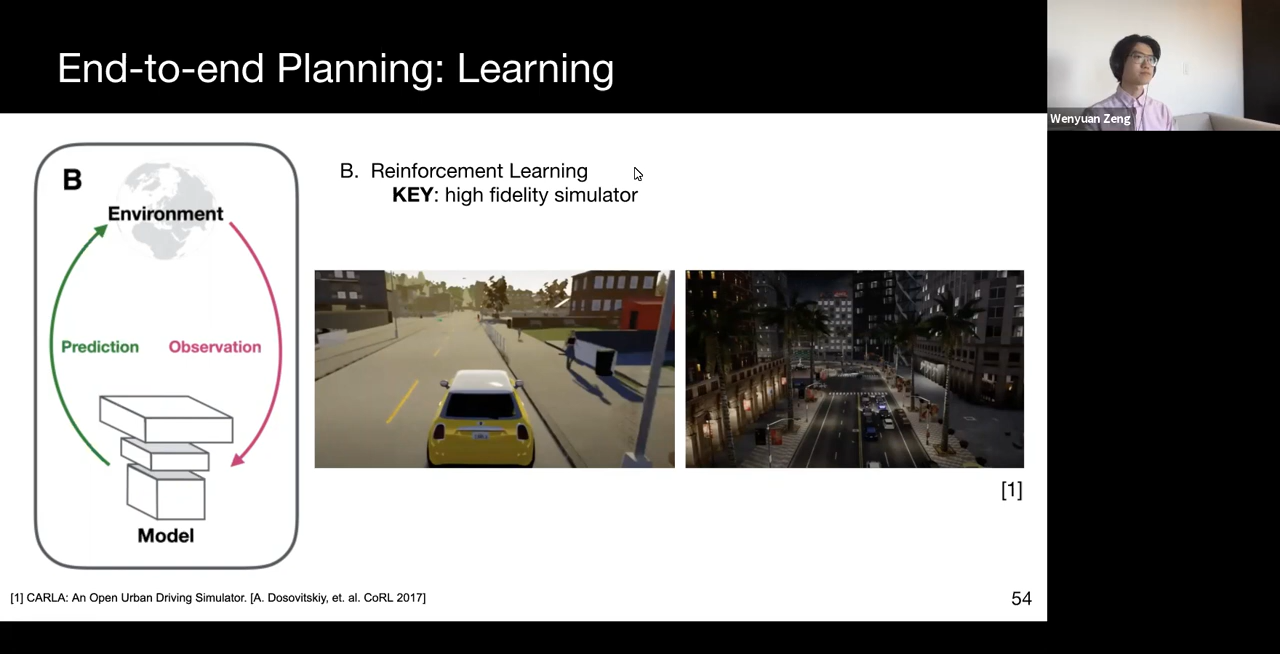 End-to-end Planning: Learning
Wenyuan Zeng
B
Environment
Prediction
Observation
Model
B. Reinforcement Learning
KEY: high fidelity simulator
[1]
[1] CARLA: An Open Urban Driving Simulator. [A. Dosovitskiy, et. al. CoRL 2017]
54